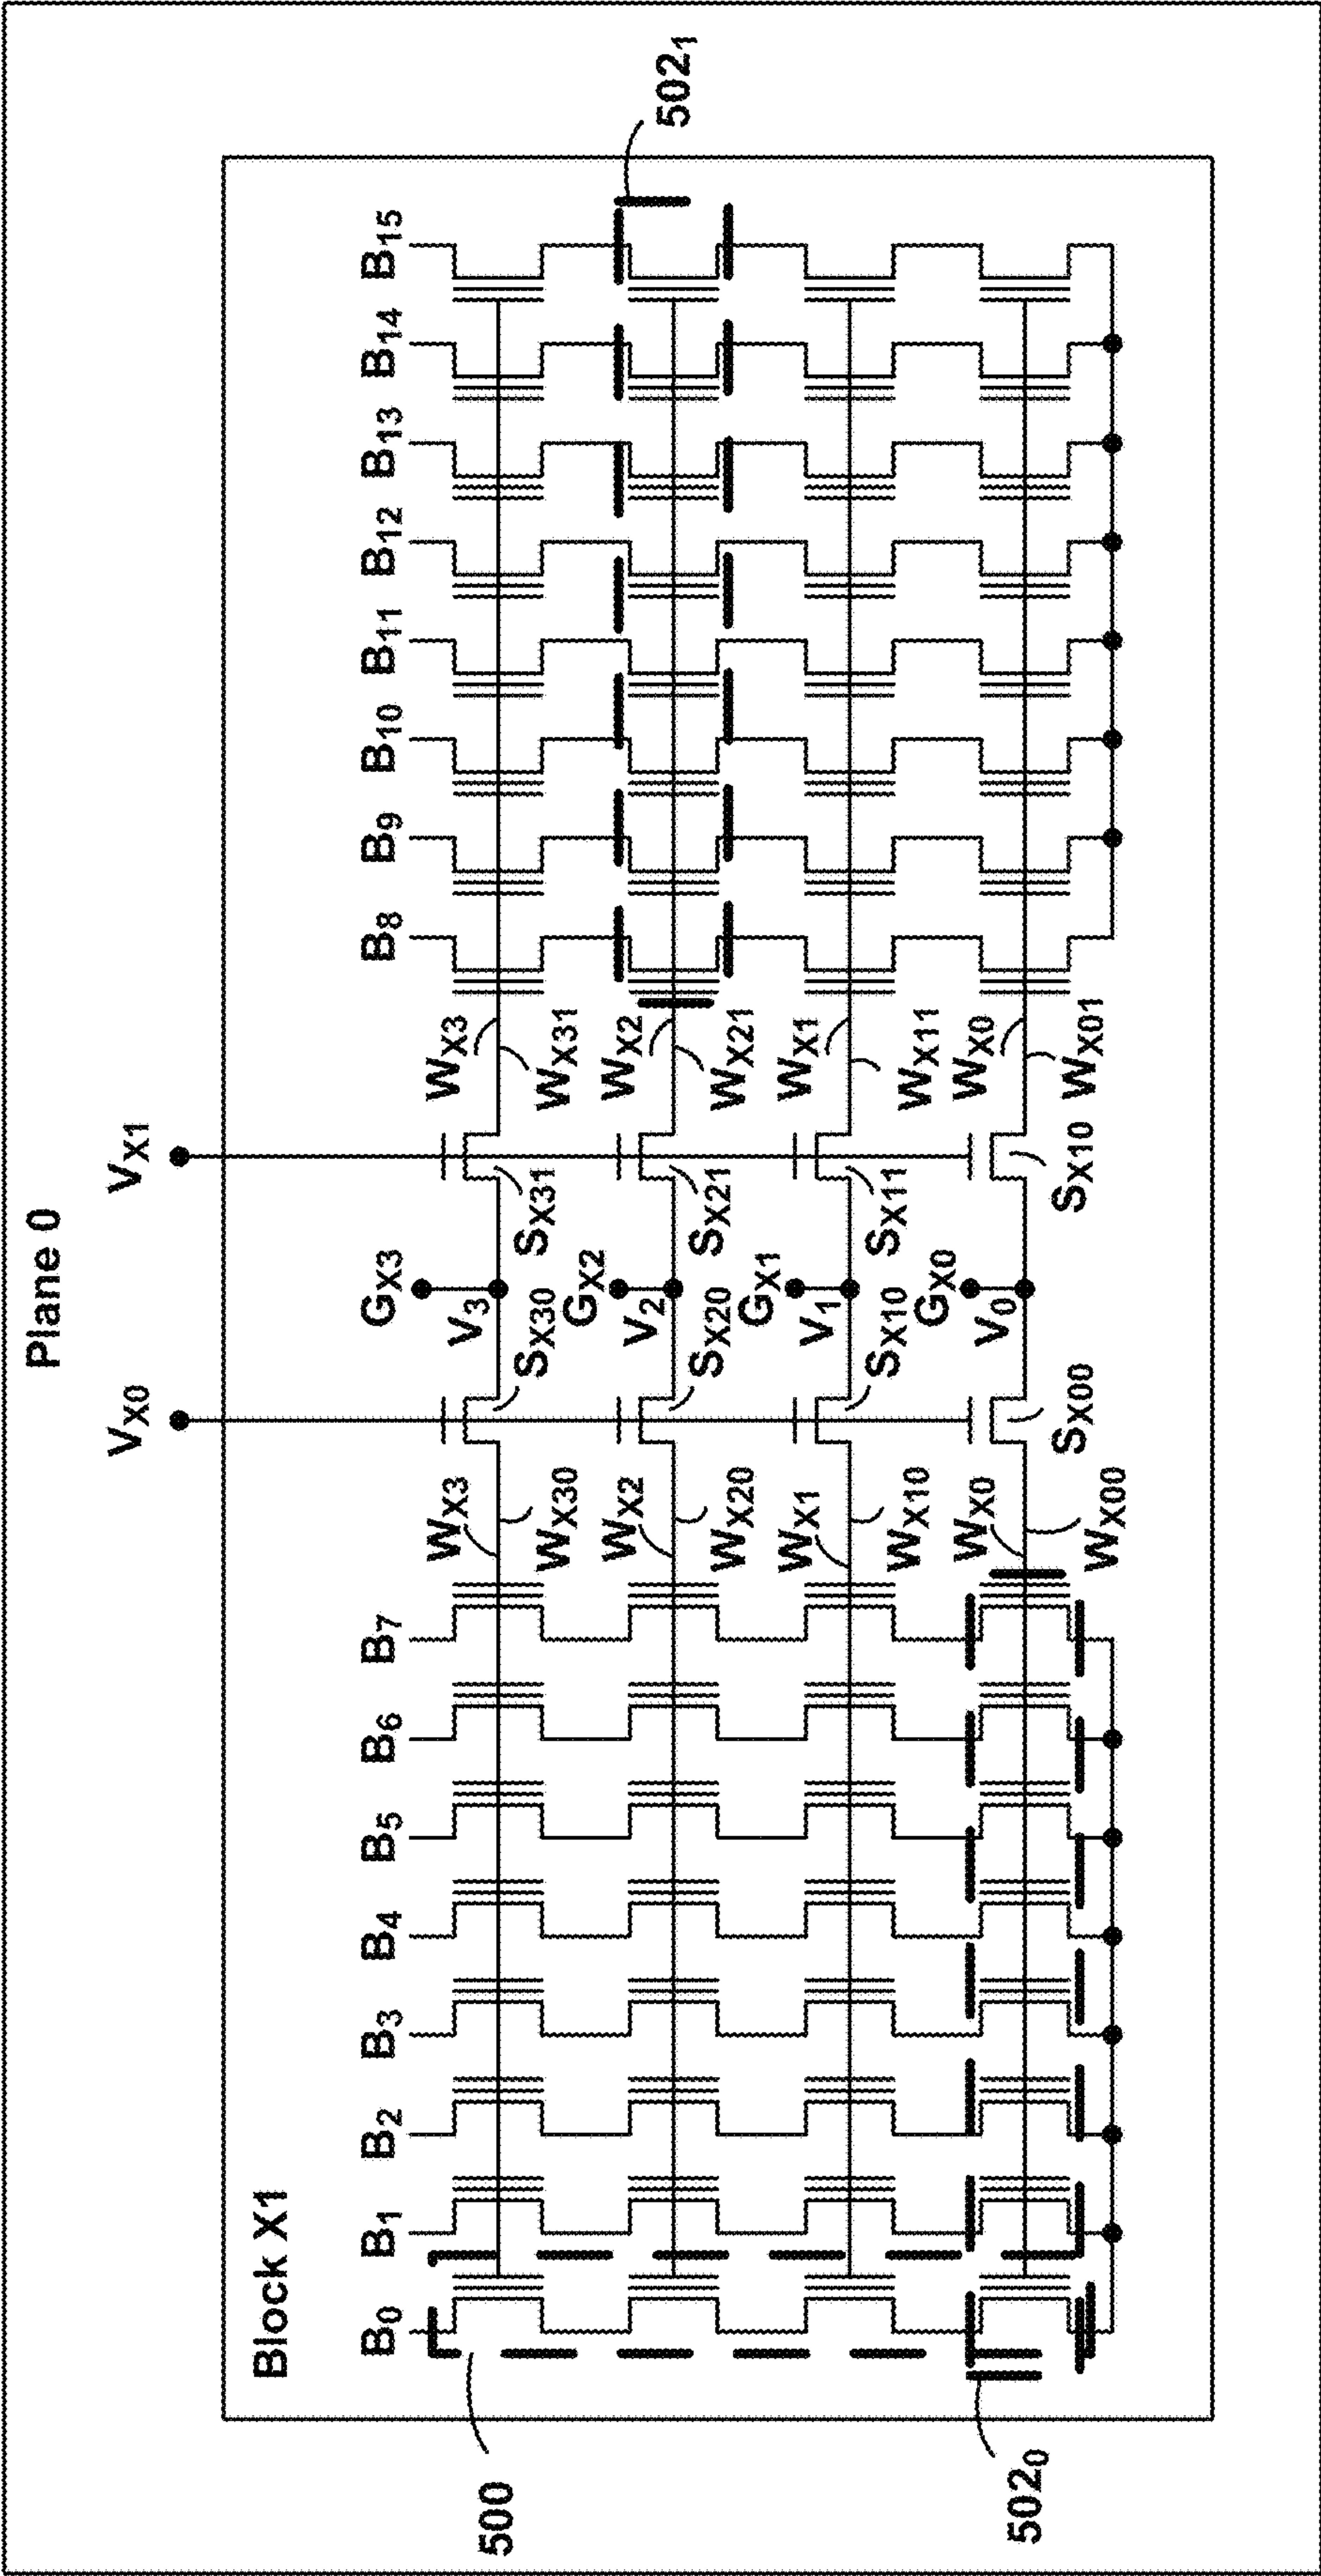 Plane 0
V_X0 V_X1
Block X1
B_0 B_1 B_2 B_3 B_4 B_5 B_6 B_7 B_8 B_9 B_10 B_11 B_12 B_13 B_14 B_15
G_X3
500
502_1
W_X3 V_3 W_X3
W_X30 S_X30 S_X31 W_X31
G_X2
W_X2 V_2 W_X2
W_X20 S_X20 S_X21 W_X21
G_X1
W_X1 V_1 W_X1
W_X10 S_X10 S_X11 W_X11
G_X0
W_X0 V_0 W_X0
502_0
W_X00 S_X00 S_X10 W_X01